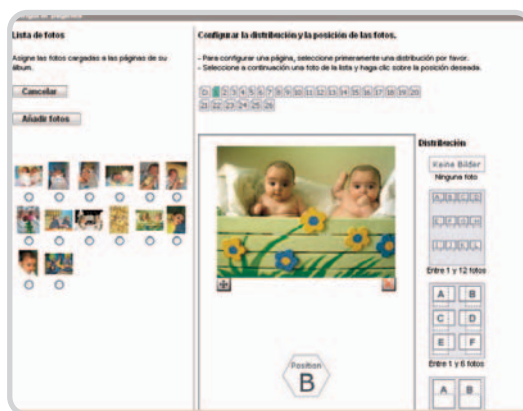 Lista de fotos
Asigne las fotos cargadas a las páginas de su
álbum.
Cancelar
Añadir fotos
Configurar la distribución y la posición de las fotos.
- Para configurar una página, seleccione primeramente una distribución por favor.
- Seleccione a continuación una foto de la lista y haga clic sobre la posición deseada.
1 2 3 4 5 6 7 8 9 10 11 12 13 14 15 16 17 18 19 20
21 22 23 24 25 26
Position
B
Distribución
Keine Bilder
Ninguna foto
A B C D
E F G H
I J K L
Entre 1 y 12 fotos
A B
C D
E F
Entre 1 y 6 fotos
A B